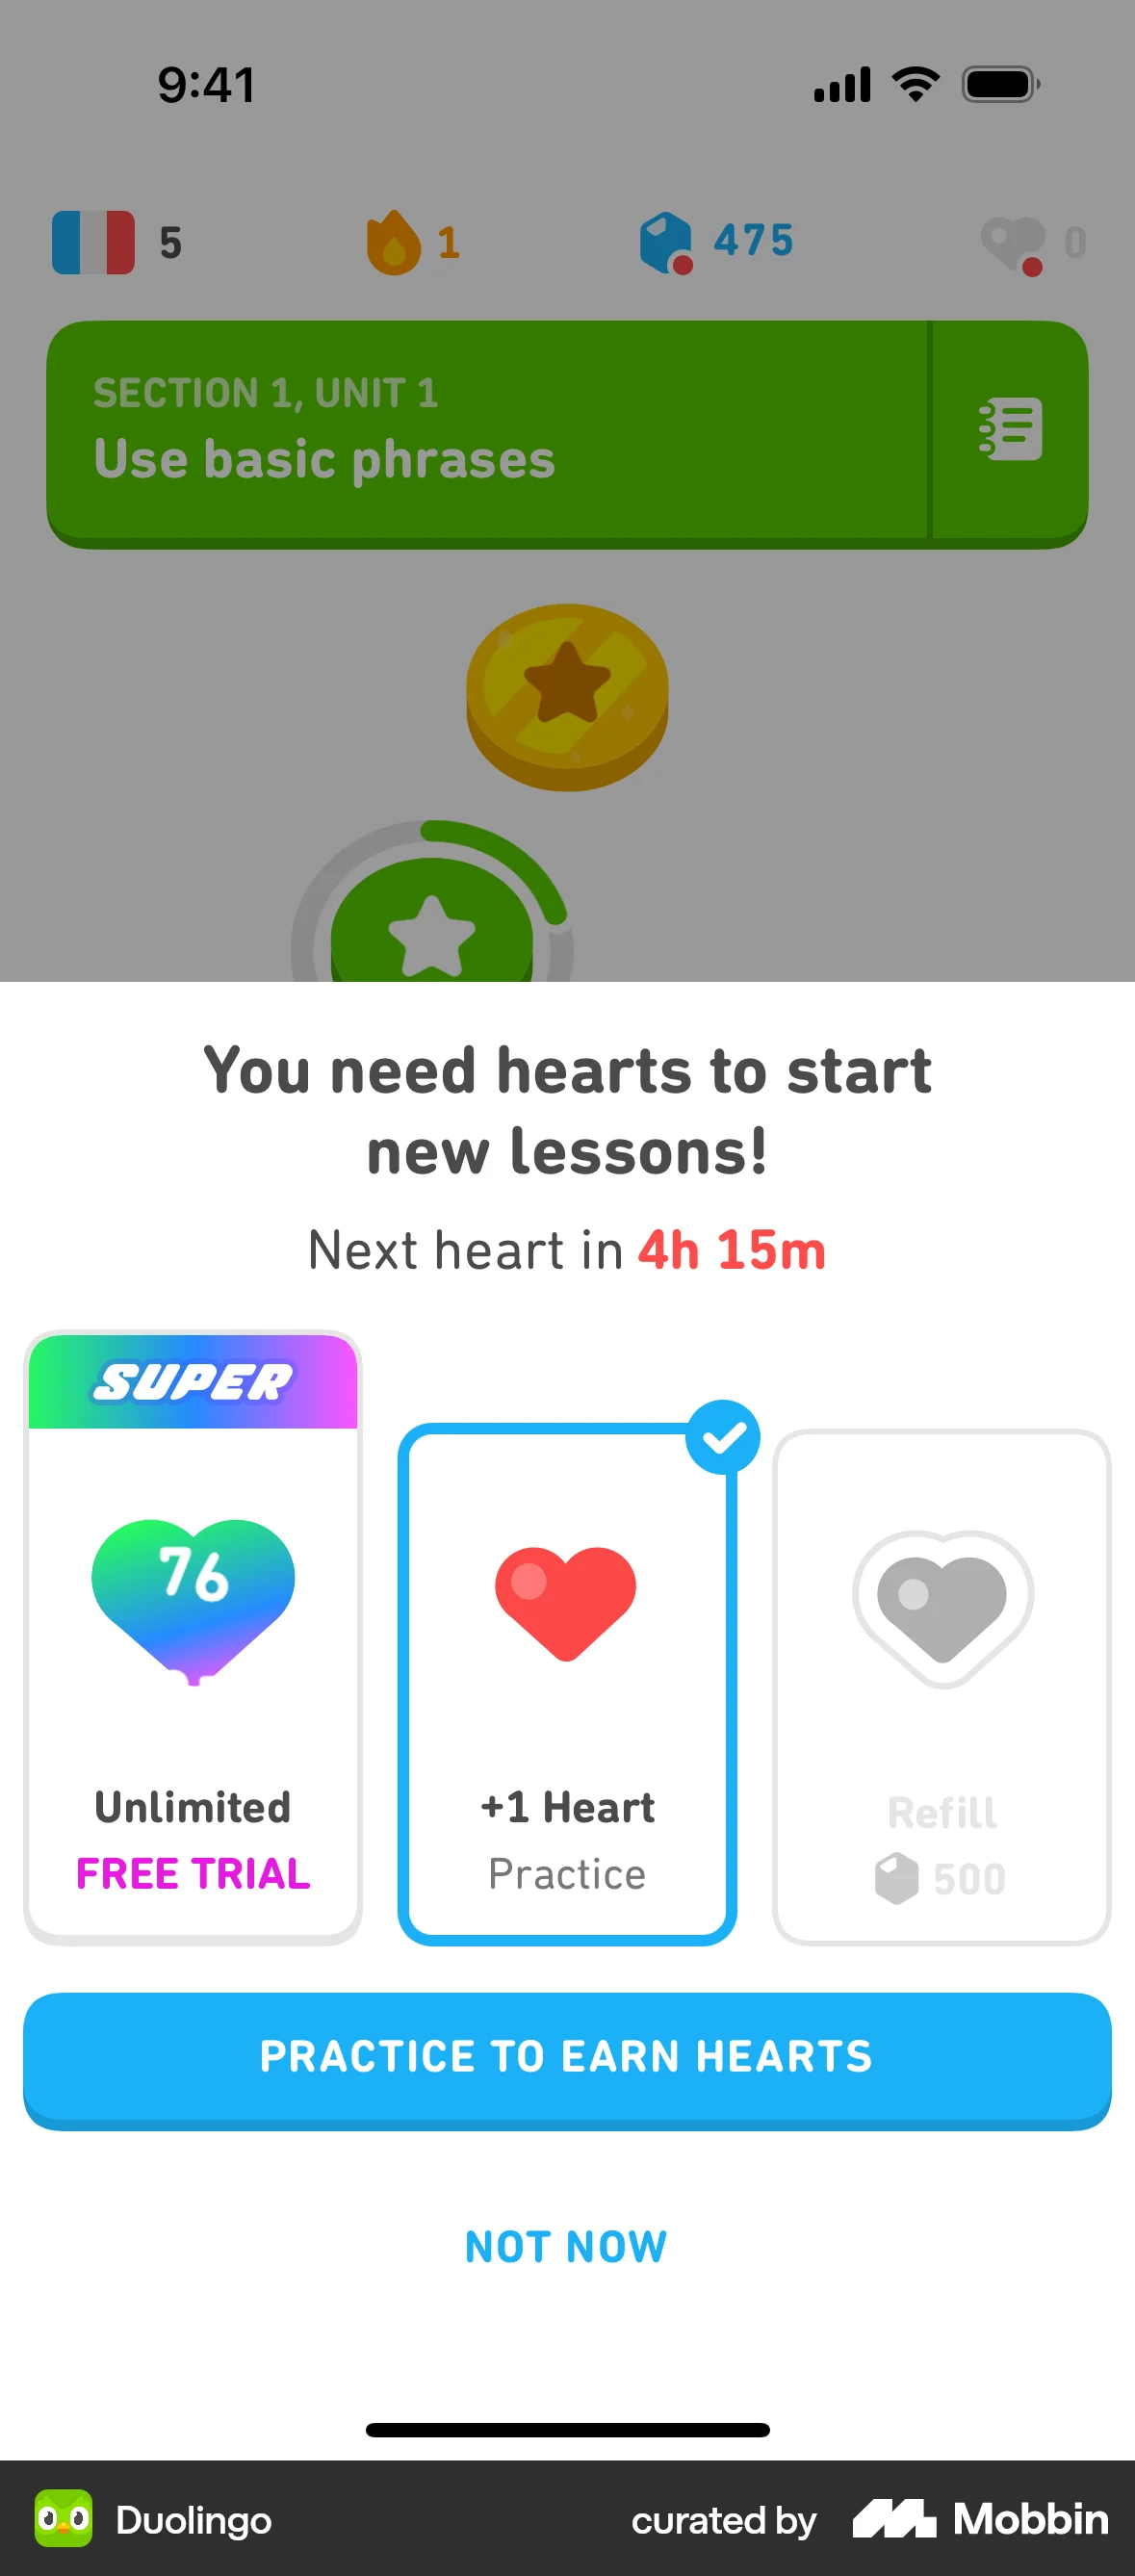 9:41
5
1
475
0
SECTION 1, UNIT 1
Use basic phrases
You need hearts to start
new lessons!
Next heart in 4h 15m
SUPER
76
Unlimited
FREE TRIAL
+1 Heart
Practice
Refill
500
PRACTICE TO EARN HEARTS
NOT NOW
Duolingo
curated by Mobbin